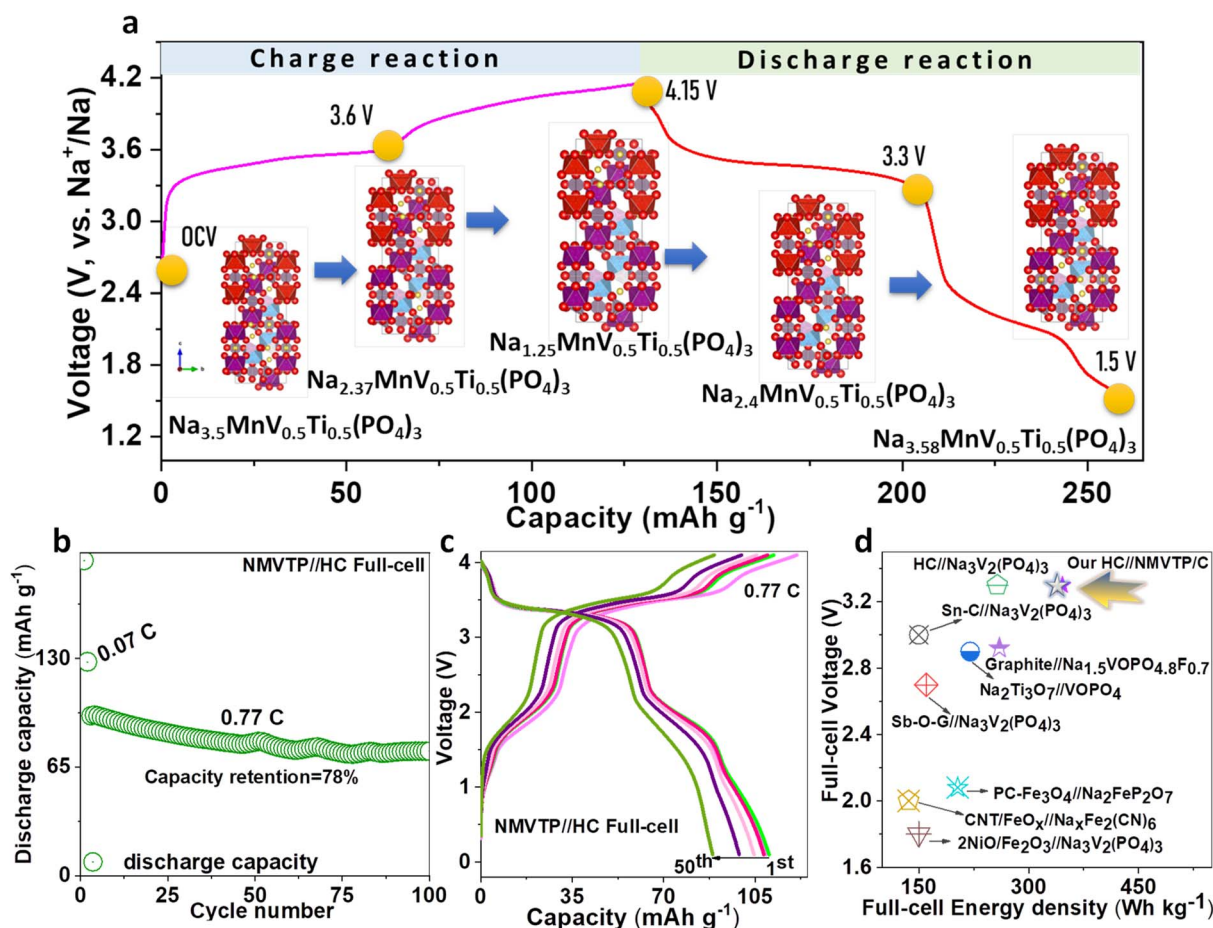 a
Charge reaction
Discharge reaction
Voltage (V, vs. Na⁺/Na)
4.2
3.6
3.0
2.4
1.8
1.2
OCV
3.6 V
4.15 V
3.3 V
1.5 V
c
b
Na₃.₅MnV₀.₅Ti₀.₅(PO₄)₃
Na₂.₃₇MnV₀.₅Ti₀.₅(PO₄)₃
Na₁.₂₅MnV₀.₅Ti₀.₅(PO₄)₃
Na₂.₄MnV₀.₅Ti₀.₅(PO₄)₃
Na₃.₅₈MnV₀.₅Ti₀.₅(PO₄)₃
0 50 100 150 200 250
Capacity (mAh g⁻¹)
b
NMVTP//HC Full-cell
Discharge capacity (mAh g⁻¹)
130
65
0
0.07 C
0.77 C
Capacity retention=78%
discharge capacity
0 25 50 75 100
Cycle number
c
Voltage (V)
4
3
2
1
0
0.77 C
NMVTP//HC Full-cell
50th
1st
0 35 70 105
Capacity (mAh g⁻¹)
d
Full-cell Voltage (V)
3.2
2.8
2.4
2.0
1.6
HC//Na₃V₂(PO₄)₃
Our HC//NMVTP/C
Sn-C//Na₃V₂(PO₄)₃
Graphite//Na₁.₅VOPO₄.₈F₀.₇
Na₂Ti₃O₇//VOPO₄
Sb-O-G//Na₃V₂(PO₄)₃
PC-Fe₃O₄//Na₂FeP₂O₇
CNT/FeOₓ//NaₓFe₂(CN)₆
2NiO/Fe₂O₃//Na₃V₂(PO₄)₃
150 300 450
Full-cell Energy density (Wh kg⁻¹)